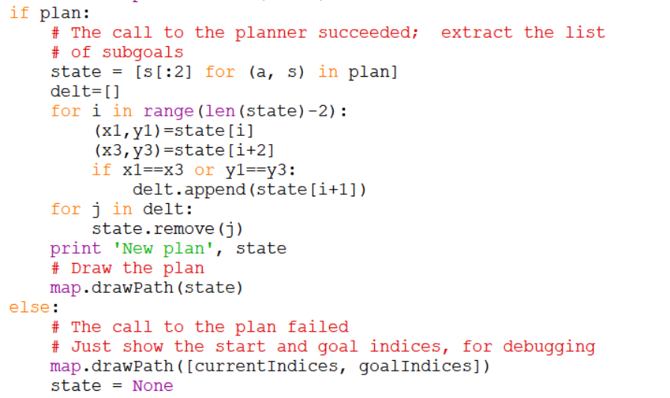 if plan:
    # The call to the planner succeeded;  extract the list
    # of subgoals
    state = [s[:2] for (a, s) in plan]
    delt=[]
    for i in range(len(state)-2):
        (x1,y1)=state[i]
        (x3,y3)=state[i+2]
        if x1==x3 or y1==y3:
            delt.append(state[i+1])
    for j in delt:
        state.remove(j)
    print 'New plan', state
    # Draw the plan
    map.drawPath(state)
else:
    # The call to the plan failed
    # Just show the start and goal indices, for debugging
    map.drawPath([currentIndices, goalIndices])
    state = None